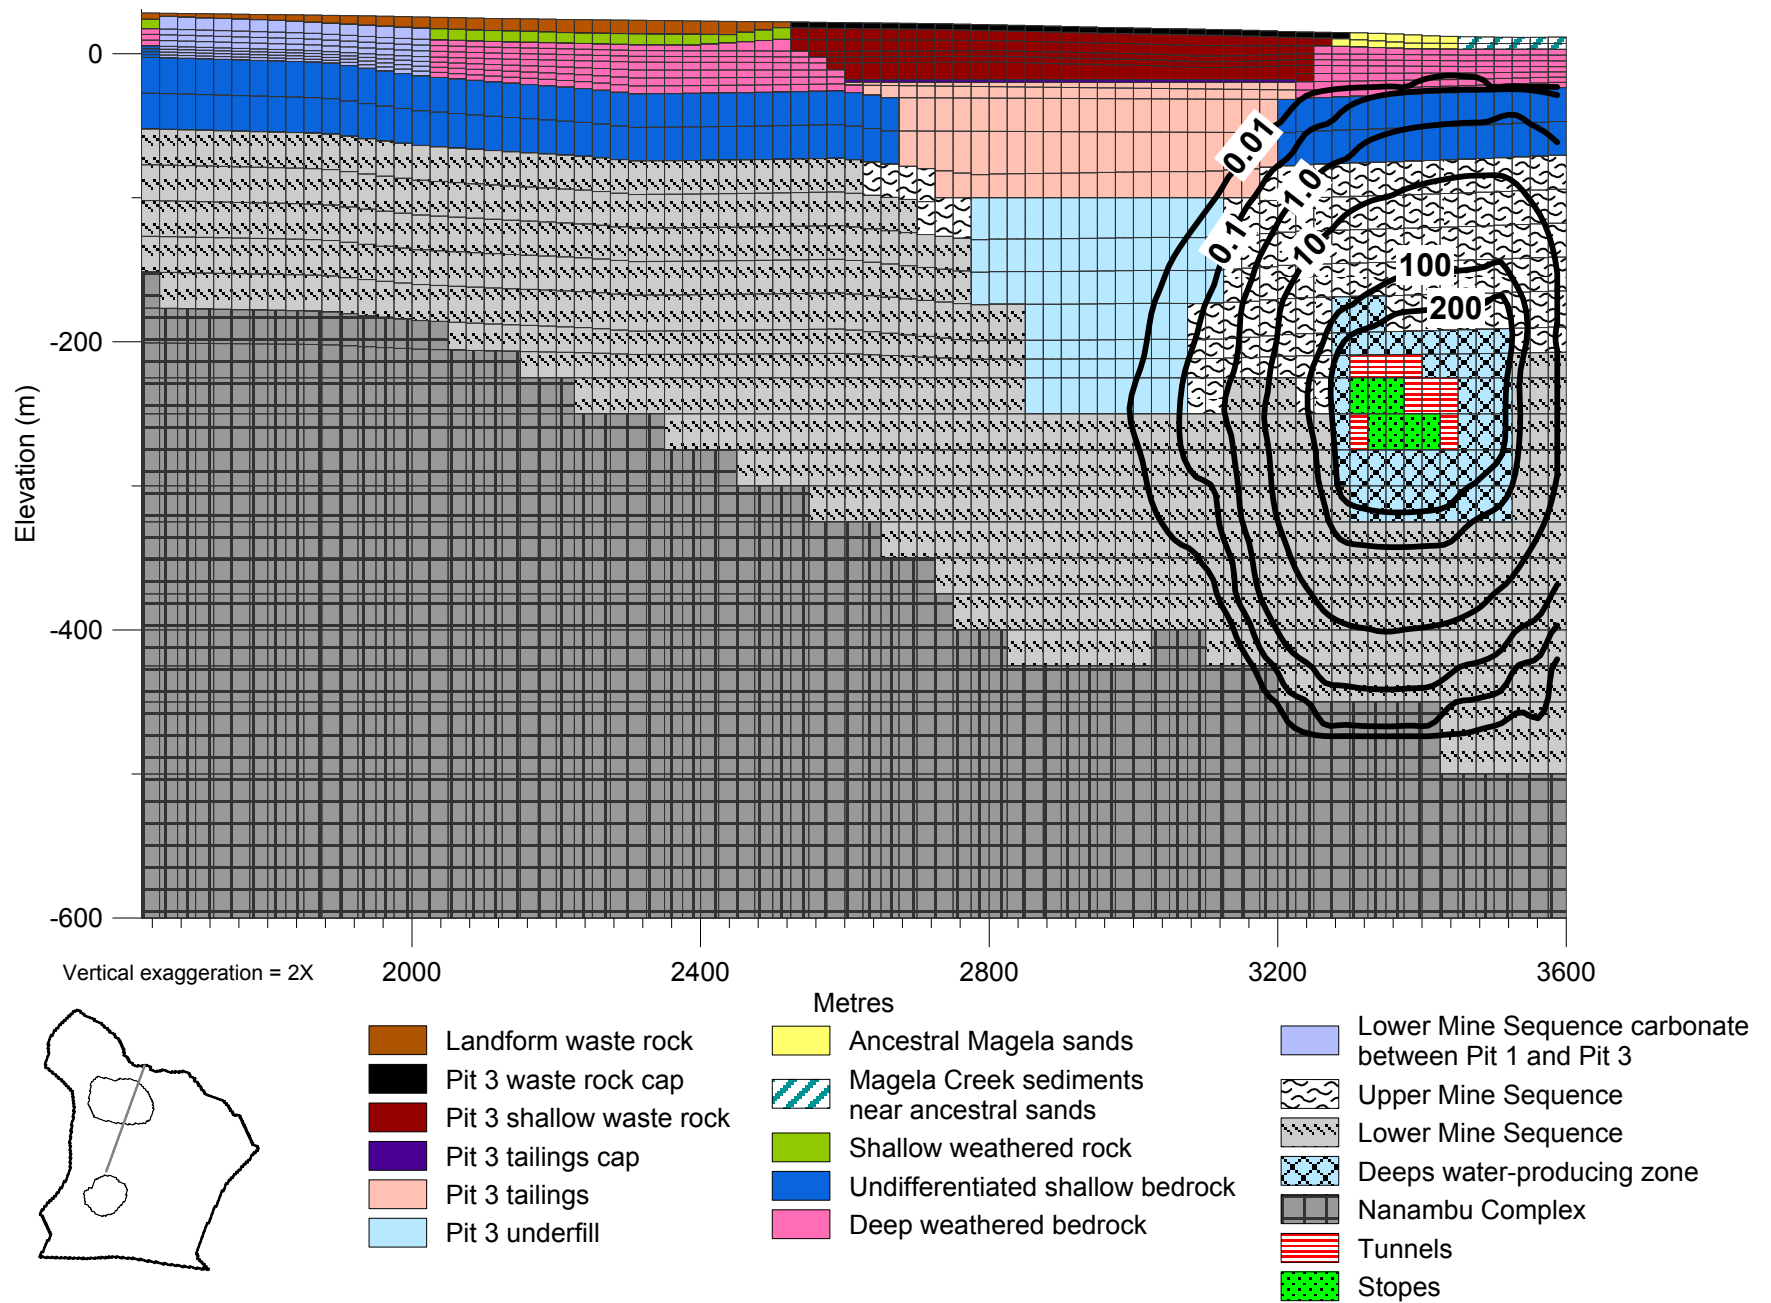 0
-200
-400
-600
Elevation (m)
0.01
0.1
1.0
10
100
200
2000
2400
2800
3200
3600
Metres
Vertical exaggeration = 2X
Landform waste rock
Pit 3 waste rock cap
Pit 3 shallow waste rock
Pit 3 tailings cap
Pit 3 tailings
Pit 3 underfill
Ancestral Magela sands
Magela Creek sediments
near ancestral sands
Shallow weathered rock
Undifferentiated shallow bedrock
Deep weathered bedrock
Lower Mine Sequence carbonate
between Pit 1 and Pit 3
Upper Mine Sequence
Lower Mine Sequence
Deeps water-producing zone
Nanambu Complex
Tunnels
Stopes